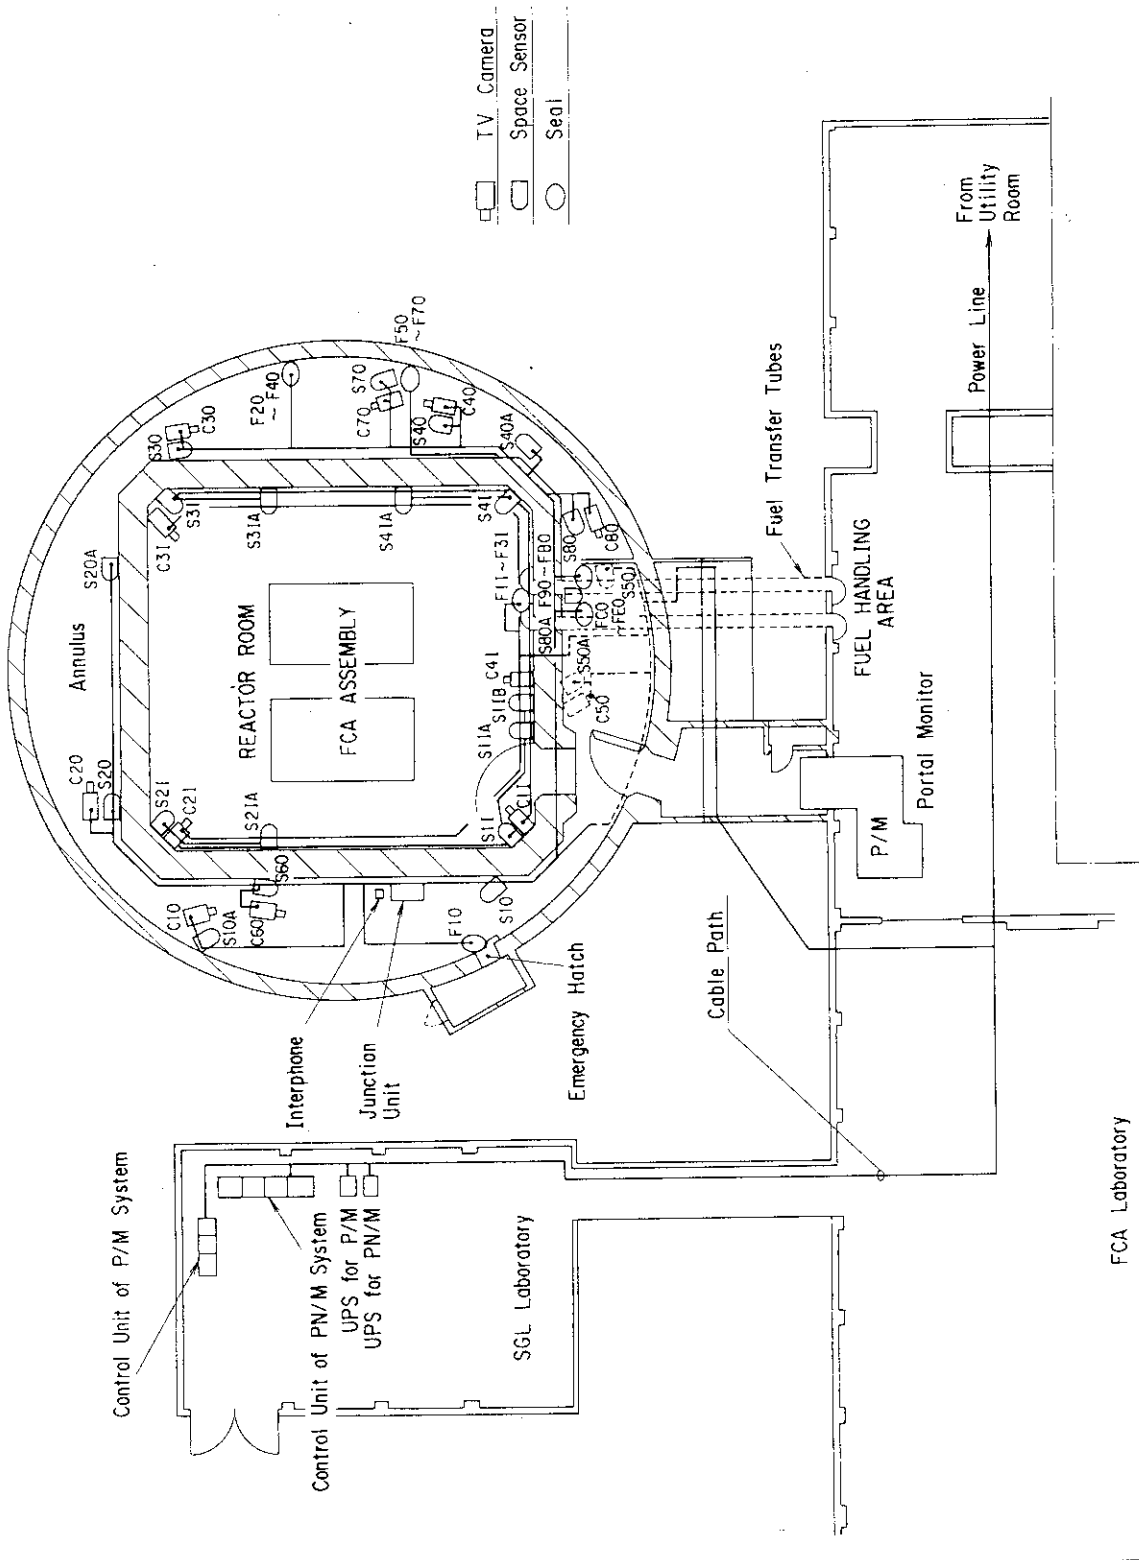 TV Camera
Space Sensor
Seal
F50
~F70
F20
~F40
S70
C70
C40
S40
S40A
C30
S30
S31
C31
S31A
S41A
S41
S20A
Annulus
REACTOR ROOM
FCA ASSEMBLY
F11~F31
F90~F80
S80
C80
S80A
FC0
~FE0
S50
S50A
C50
C41
S11B
S11A
C20
S20
S21
C21
S21A
S11
C11
S60
C60
C10
S10A
S10
F10
Interphone
Junction
Unit
Emergency Hatch
Cable Path
Fuel Transfer Tubes
FUEL HANDLING
AREA
Power Line
From
Utility
Room
Portal Monitor
P/M
Control Unit of P/M System
Control Unit of PN/M System
UPS for P/M
UPS for PN/M
SGL Laboratory
FCA Laboratory